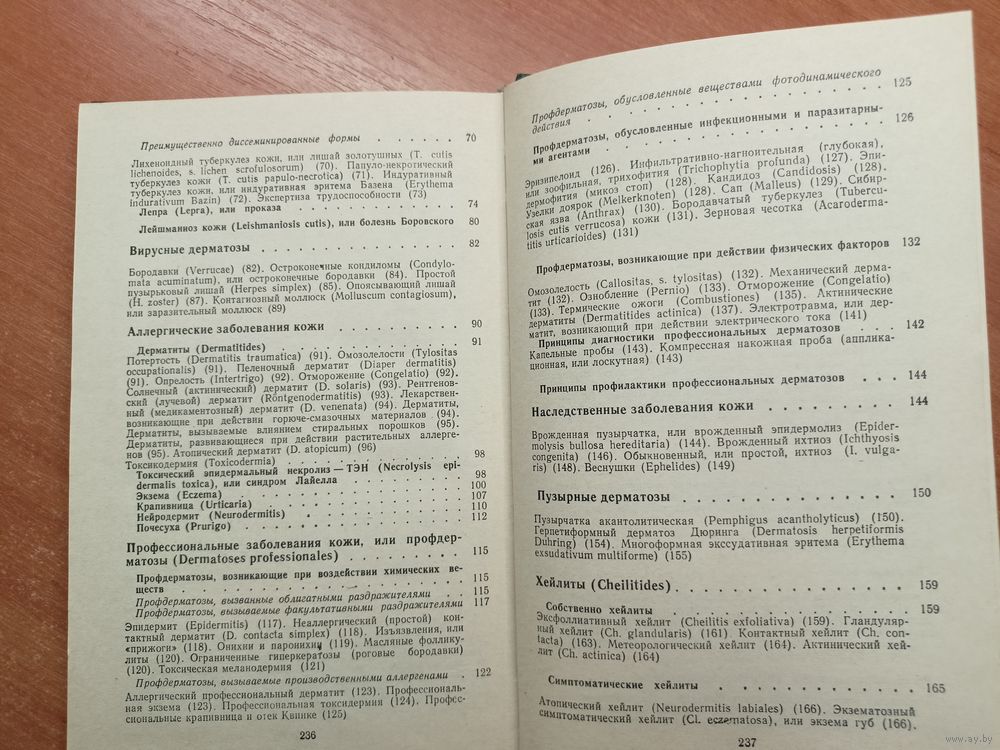 Преимущественно диссеминированные формы . . . . . . 70
Лихеноидный туберкулез кожи, или лишай золотушных (T. cutis
lichenoides, s. lichen scrofulosorum) (70). Папуло-некротический
туберкулез кожи (T. cutis papulo-necrotica) (71). Индуративный
туберкулез кожи, или индуративная эритема Базена (Erythema
indurativum Bazin) (72). Экспертиза трудоспособности (73)
Лепра (Lepra), или проказа . . . . . . . . . . 74
Лейшманиоз кожи (Leishmaniosis cutis), или болезнь Боровского 80
Вирусные дерматозы . . . . . . . . . . . . . 82
Бородавки (Verrucae) (82). Остроконечные кондиломы (Condylo-
mata acuminatum), или остроконечные бородавки (84). Простой
пузырьковый лишай (Herpes simplex) (85). Опоясывающий лишай
(H. zoster) (87). Контагиозный моллюск (Molluscum contagiosum),
или заразительный моллюск (89)
Аллергические заболевания кожи . . . . . . . . . 90
Дерматиты (Dermatitides) . . . . . . . . . . . 91
Потертость (Dermatitis traumatica) (91). Омозолелости (Tylositas
occupationalis) (91). Пеленочный дерматит (Diaper dermatitis)
(91). Опрелость (Intertrigo) (92). Отморожение (Congelatio) (92).
Солнечный (актинический) дерматит (D. solaris) (93). Рентгенов-
ский (лучевой) дерматит (Röntgenodermatitis) (93). Лекарствен-
ный (медикаментозный) дерматит (D. venenata) (94). Дерматиты,
возникающие при действии горюче-смазочных материалов (94).
Дерматиты, вызываемые влиянием стиральных порошков (95).
Дерматиты, развивающиеся при действии растительных аллерге-
нов (95). Атопический дерматит (D. atopicum) (96)
Токсикодермия (Toxicodermia) . . . . . . . . . . 98
Токсический эпидермальный некролиз — ТЭН (Necrolysis epi-
dermalis toxica), или синдром Лайелла . . . . . . . 98
Экзема (Eczema) . . . . . . . . . . . . . 100
Крапивница (Urticaria) . . . . . . . . . . . 107
Нейродермит (Neurodermitis) . . . . . . . . . 110
Почесуха (Prurigo) . . . . . . . . . . . . 112
Профессиональные заболевания кожи, или профдер-
матозы (Dermatoses professionales) . . . . . . . . . 115
Профдерматозы, возникающие при воздействии химических ве-
ществ . . . . . . . . . . . . . . . . . 115
Профдерматозы, вызванные облигатными раздражителями . . 115
Профдерматозы, вызываемые факультативными раздражителями 117
Эпидермит (Epidermitis) (117). Неаллергический (простой) кон-
тактный дерматит (D. contacta simplex) (118). Изъязвления, или
«прижоги» (118). Онихии и паронихии (119). Масляные фоллику-
литы (120). Ограниченные гиперкератозы (роговые бородавки)
(120). Токсическая меланодермия (121)
Профдерматозы, вызываемые производственными аллергенами . 122
Аллергический профессиональный дерматит (123). Профессиональ-
ная экзема (123). Профессиональная токсидермия (124). Професс-
сиональные крапивница и отек Квинке (125)
236
Профдерматозы, обусловленные веществами фотодинамического
действия . . . . . . . . . . . . . . . . 125
Профдерматозы, обусловленные инфекционными и паразитарны-
ми агентами . . . . . . . . . . . . . . . 126
Эризипелоид (126). Инфильтративно-нагноительная (глубокая),
или зоофильная, трихофития (Trichophytia profunda) (127). Эпи-
дермофития (микоз стоп) (128). Кандидоз (Candidosis) (128).
Узелки доярок (Melkerknoten) (128). Сап (Malleus) (129). Сибир-
ская язва (Anthrax) (130). Бородавчатый туберкулез (Tubercu-
losis cutis verrucosa) кожи (131). Зерновая чесотка (Acaroderma-
titis urticarioides) (131)
Профдерматозы, возникающие при действии физических факторов 132
Омозолелость (Callositas, s. tylositas) (132). Механический дерма-
тит (132). Ознобление (Pernio) (133). Отморожение (Congelatio)
(133). Термические ожоги (Combustiones) (135). Актинические
дерматиты (Dermatitides actinica) (137). Электротравма, или дер-
матит, возникающий при действии электрического тока (141)
Принципы диагностики профессиональных дерматозов . . . 142
Капельные пробы (143). Компрессная накожная проба (апплика-
ционная, или лоскутная) (143)
Принципы профилактики профессиональных дерматозов . . . 144
Наследственные заболевания кожи . . . . . . . . . 144
Врожденная пузырчатка, или врожденный эпидермолиз (Epider-
molysis bullosa hereditaria) (144). Врожденный ихтиоз (Ichthyosis
congenita) (146). Обыкновенный, или простой, ихтиоз (I. vulga-
ris) (148). Веснушки (Ephelides) (149)
Пузырные дерматозы . . . . . . . . . . . . . 150
Пузырчатка акантолитическая (Pemphigus acantholyticus) (150).
Герпетиформный дерматоз Дюринга (Dermatosis herpetiformis
Duhring) (154). Многоформная экссудативная эритема (Erythema
exsudativum multiforme) (155)
Хейлиты (Cheilitides) . . . . . . . . . . . . . 159
Собственно хейлиты . . . . . . . . . . . . . 159
Эксфоллиативный хейлит (Cheilitis exfoliativa) (159). Гландуляр-
ный хейлит (Ch. glandularis) (161). Контактный хейлит (Ch. con-
tacta) (163). Метеорологический хейлит (164). Актинический хей-
лит (Ch. actinica) (164)
Симптоматические хейлиты . . . . . . . . . . . 165
Атопический хейлит (Neurodermitis labiales) (166). Экзематозный
симптоматический хейлит (Cl. eczematosa), или экзема губ (166).
237
www.ay.by